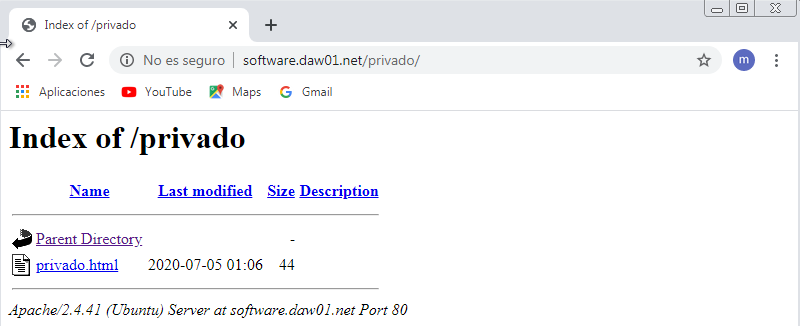 Index of /privado
No es seguro software.daw01.net/privado/
m
Aplicaciones YouTube Maps Gmail
Index of /privado
Name Last modified Size Description
Parent Directory -
privado.html 2020-07-05 01:06 44
Apache/2.4.41 (Ubuntu) Server at software.daw01.net Port 80